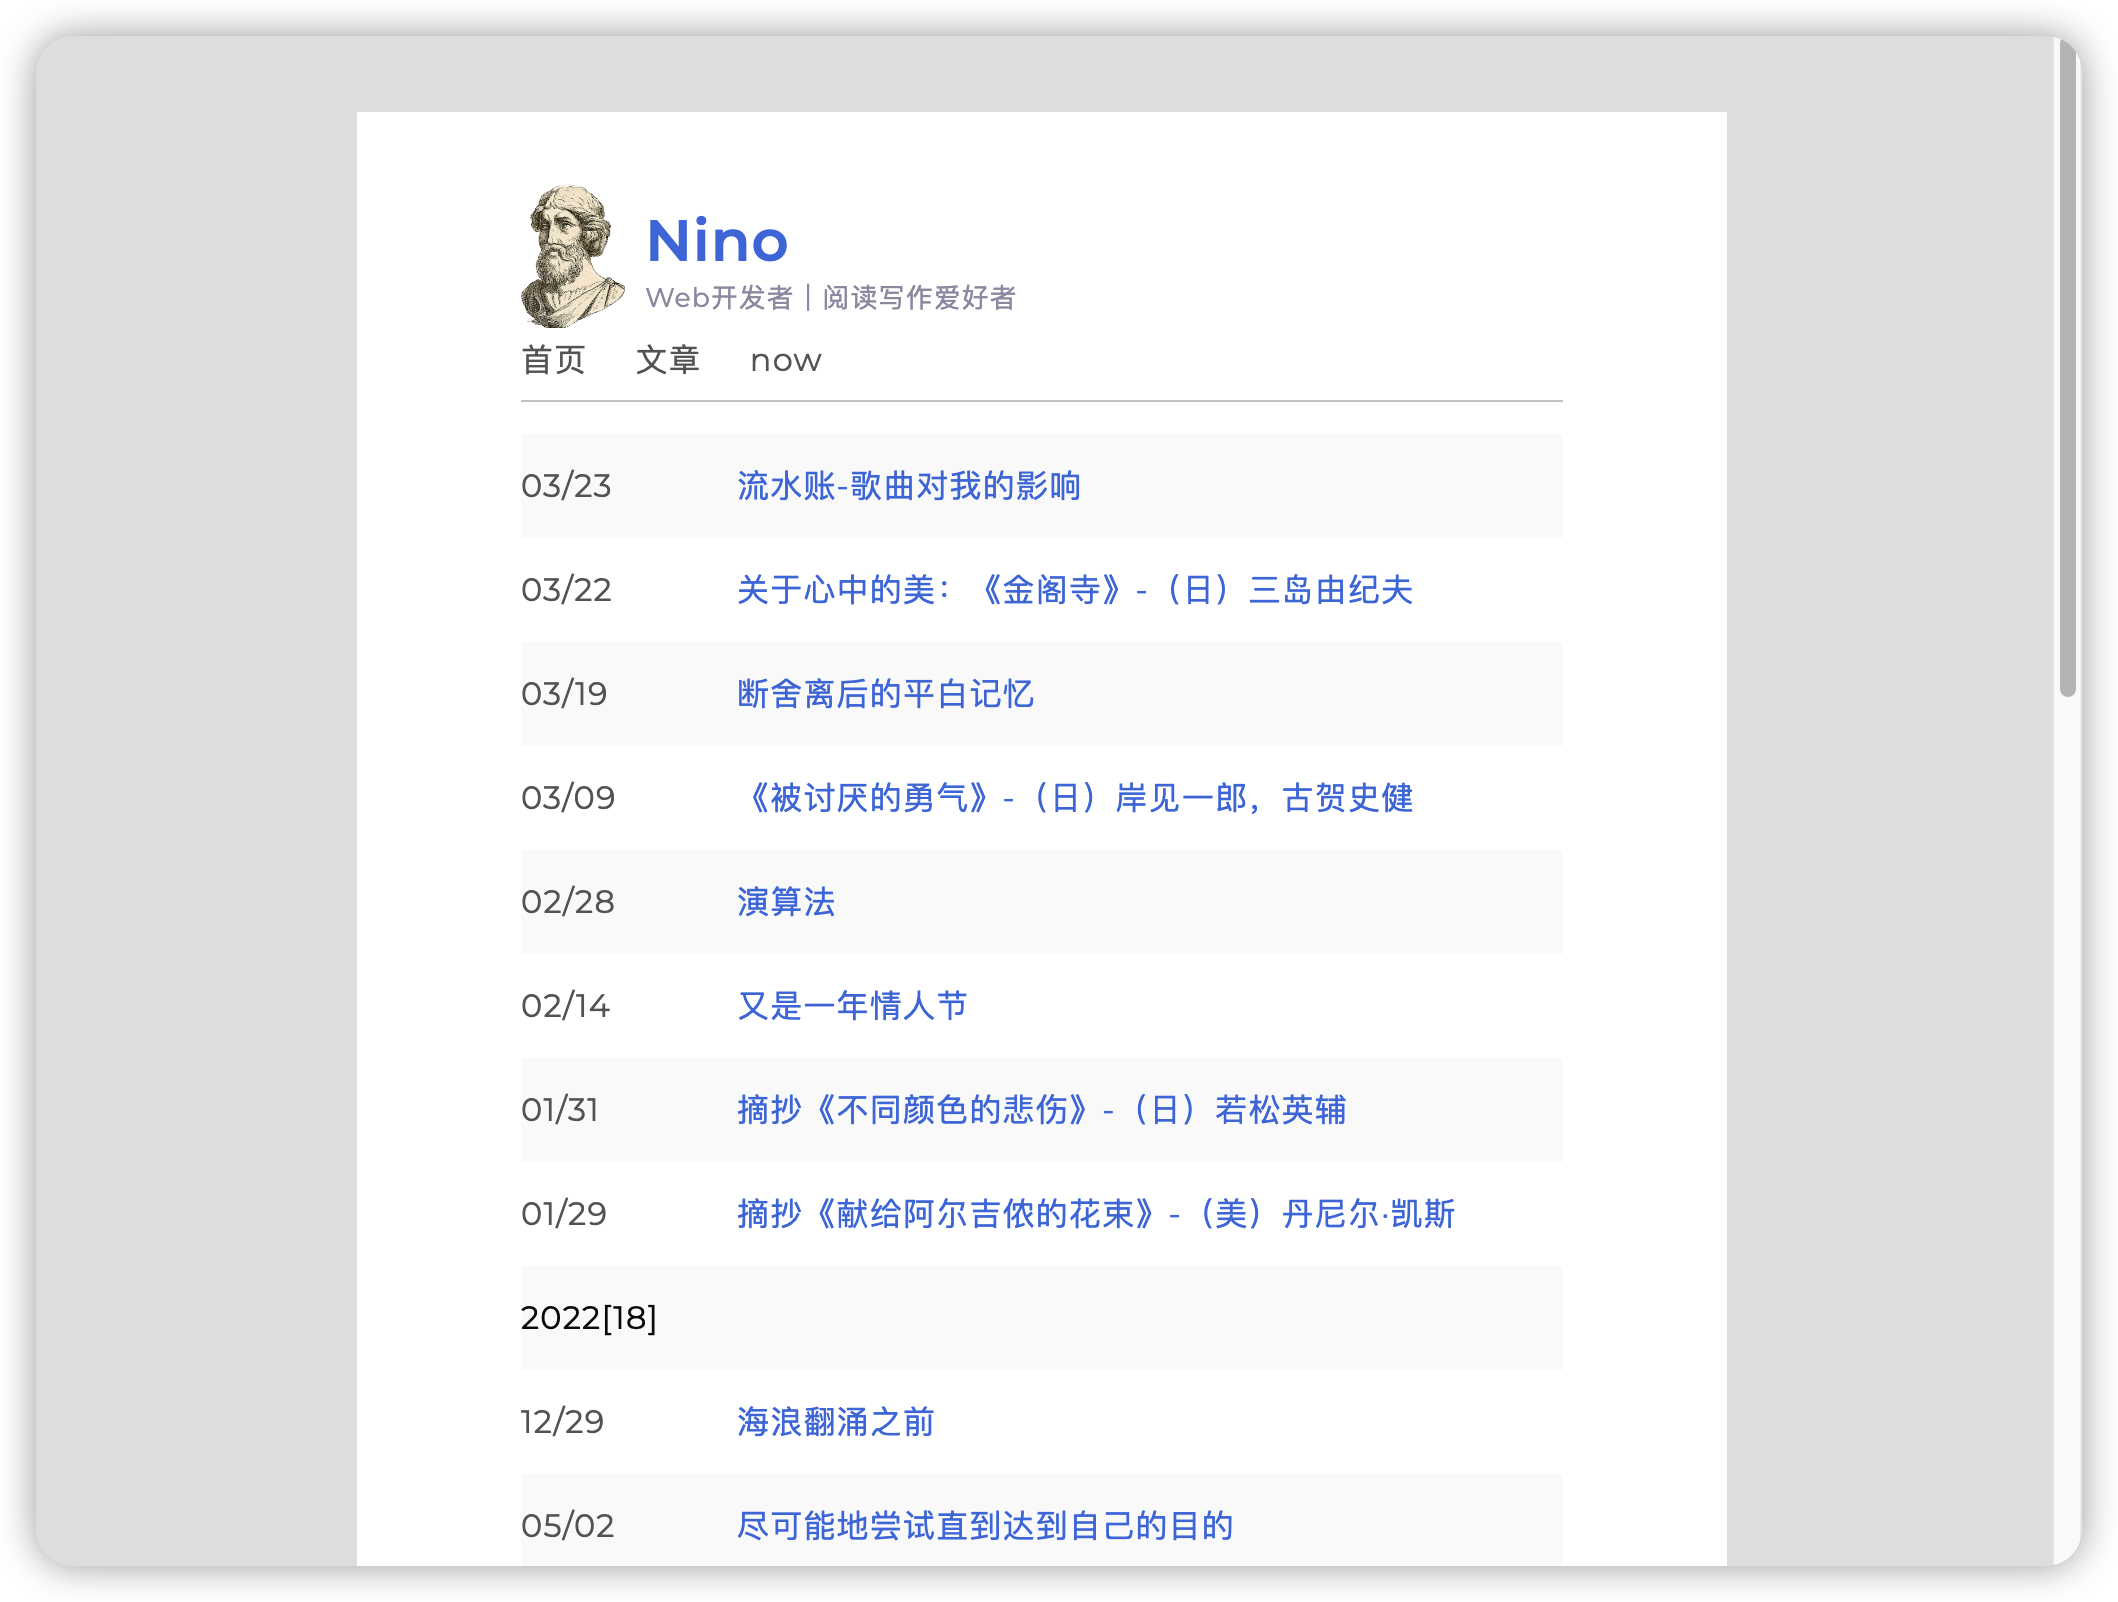 Nino
Web开发者｜阅读写作爱好者
首页 文章 now
03/23 流水账-歌曲对我的影响
03/22 关于心中的美：《金阁寺》-（日）三岛由纪夫
03/19 断舍离后的平白记忆
03/09 《被讨厌的勇气》-（日）岸见一郎，古贺史健
02/28 演算法
02/14 又是一年情人节
01/31 摘抄《不同颜色的悲伤》-（日）若松英辅
01/29 摘抄《献给阿尔吉侬的花束》-（美）丹尼尔·凯斯
2022[18]
12/29 海浪翻涌之前
05/02 尽可能地尝试直到达到自己的目的